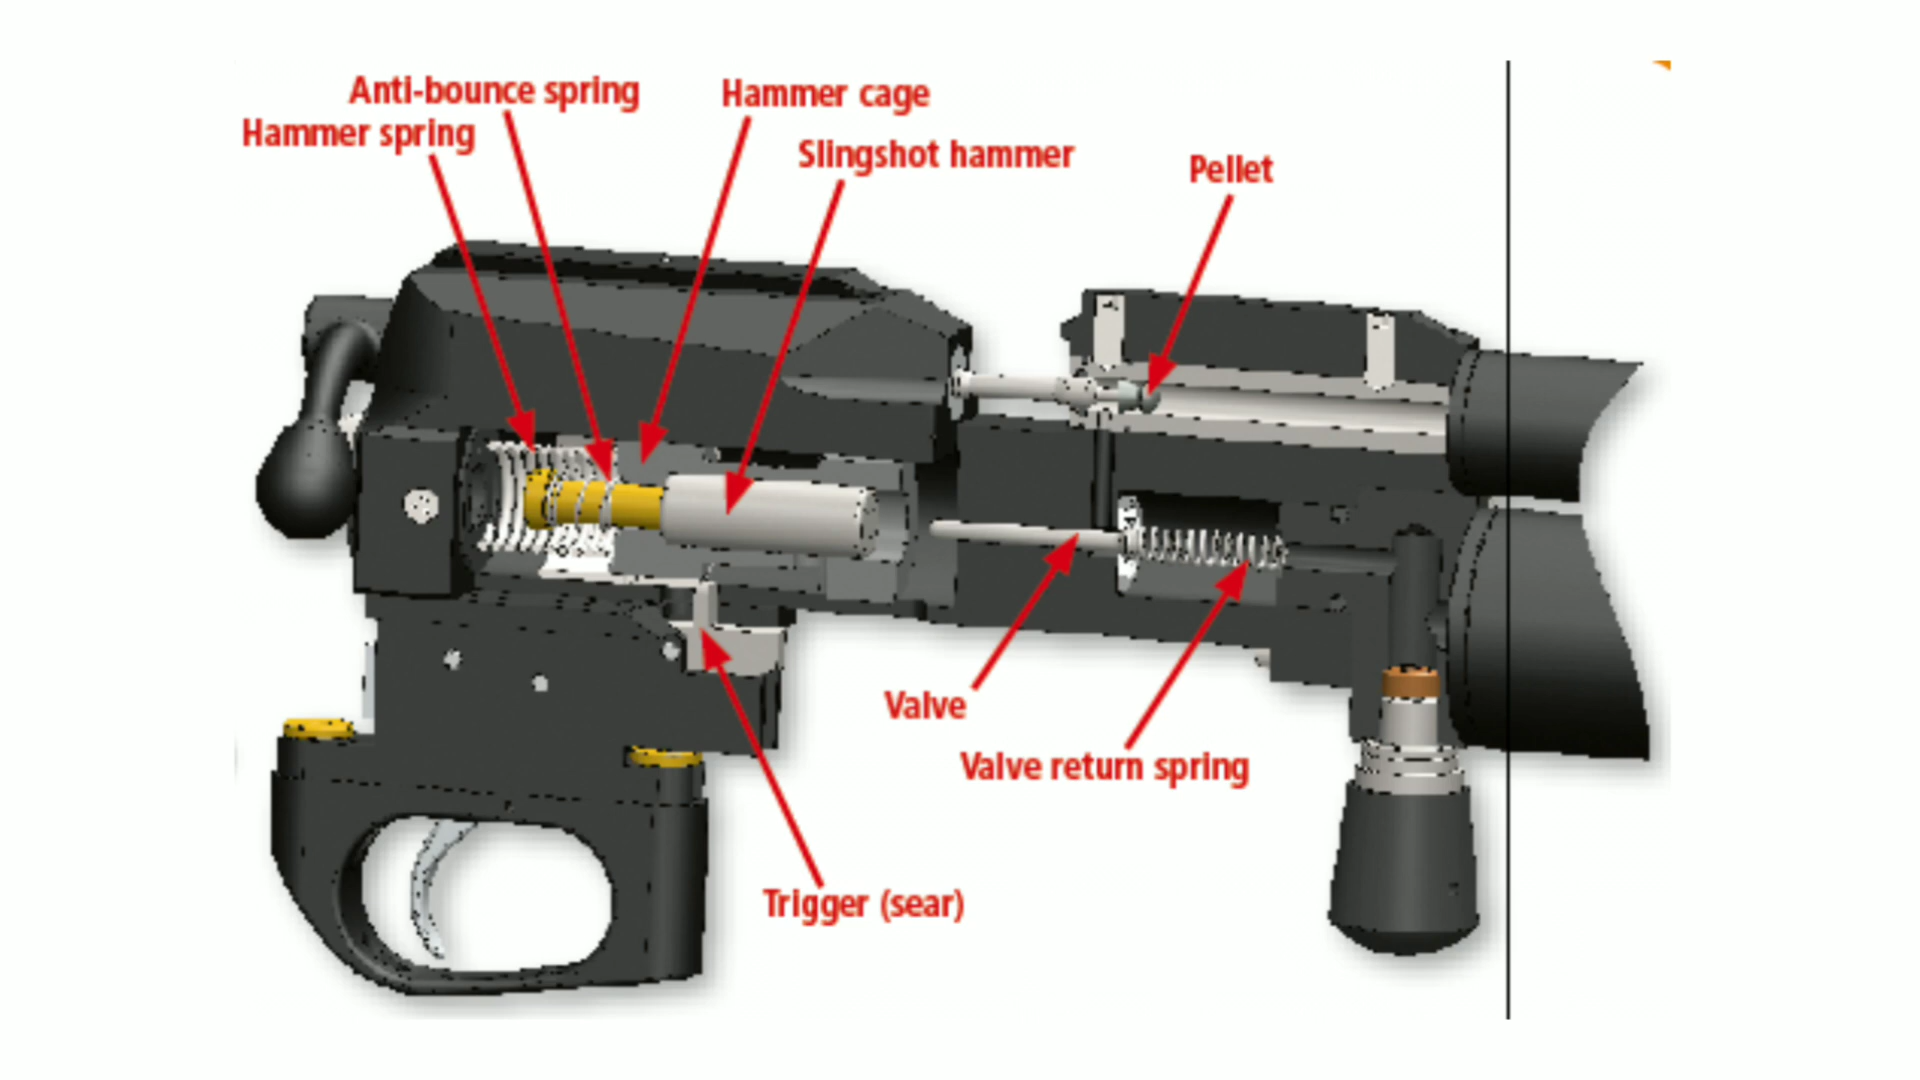 Anti-bounce spring
Hammer cage
Hammer spring
Slingshot hammer
Pellet
Valve
Valve return spring
Trigger (sear)